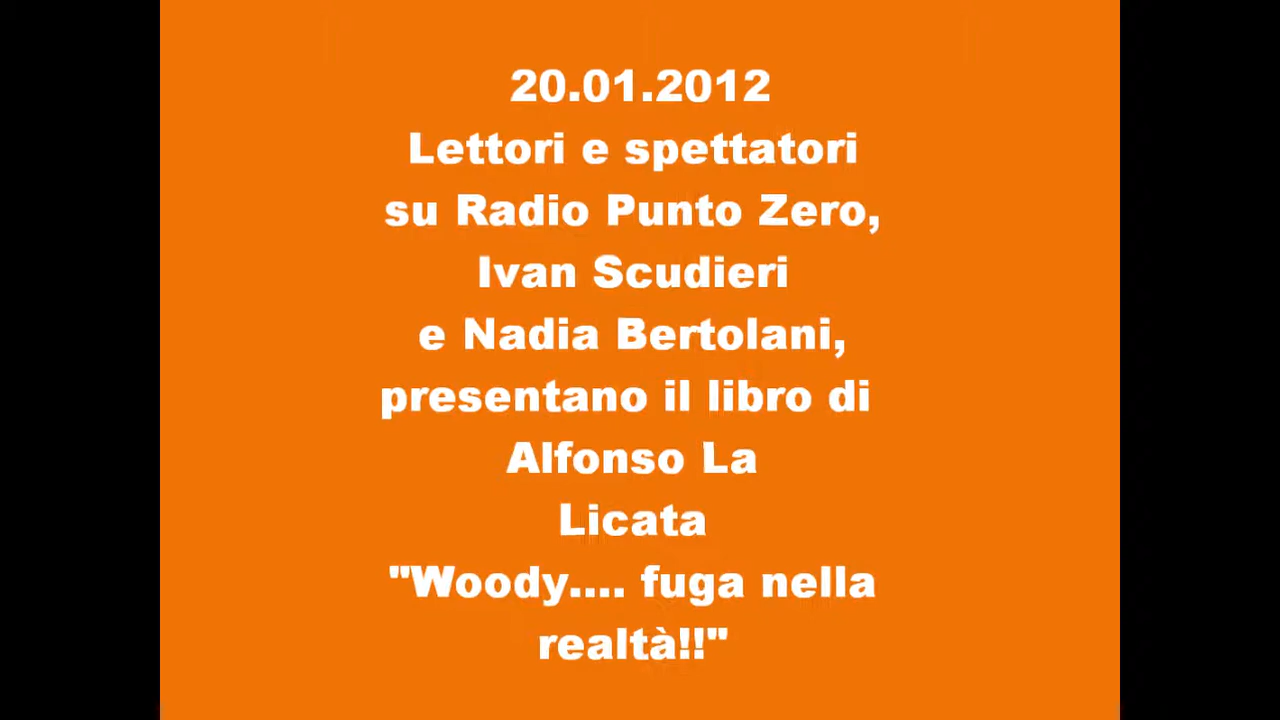 20.01.2012
Lettori e spettatori
su Radio Punto Zero,
Ivan Scudieri
e Nadia Bertolani,
presentano il libro di
Alfonso La
Licata
"Woody.... fuga nella
realtà!!"